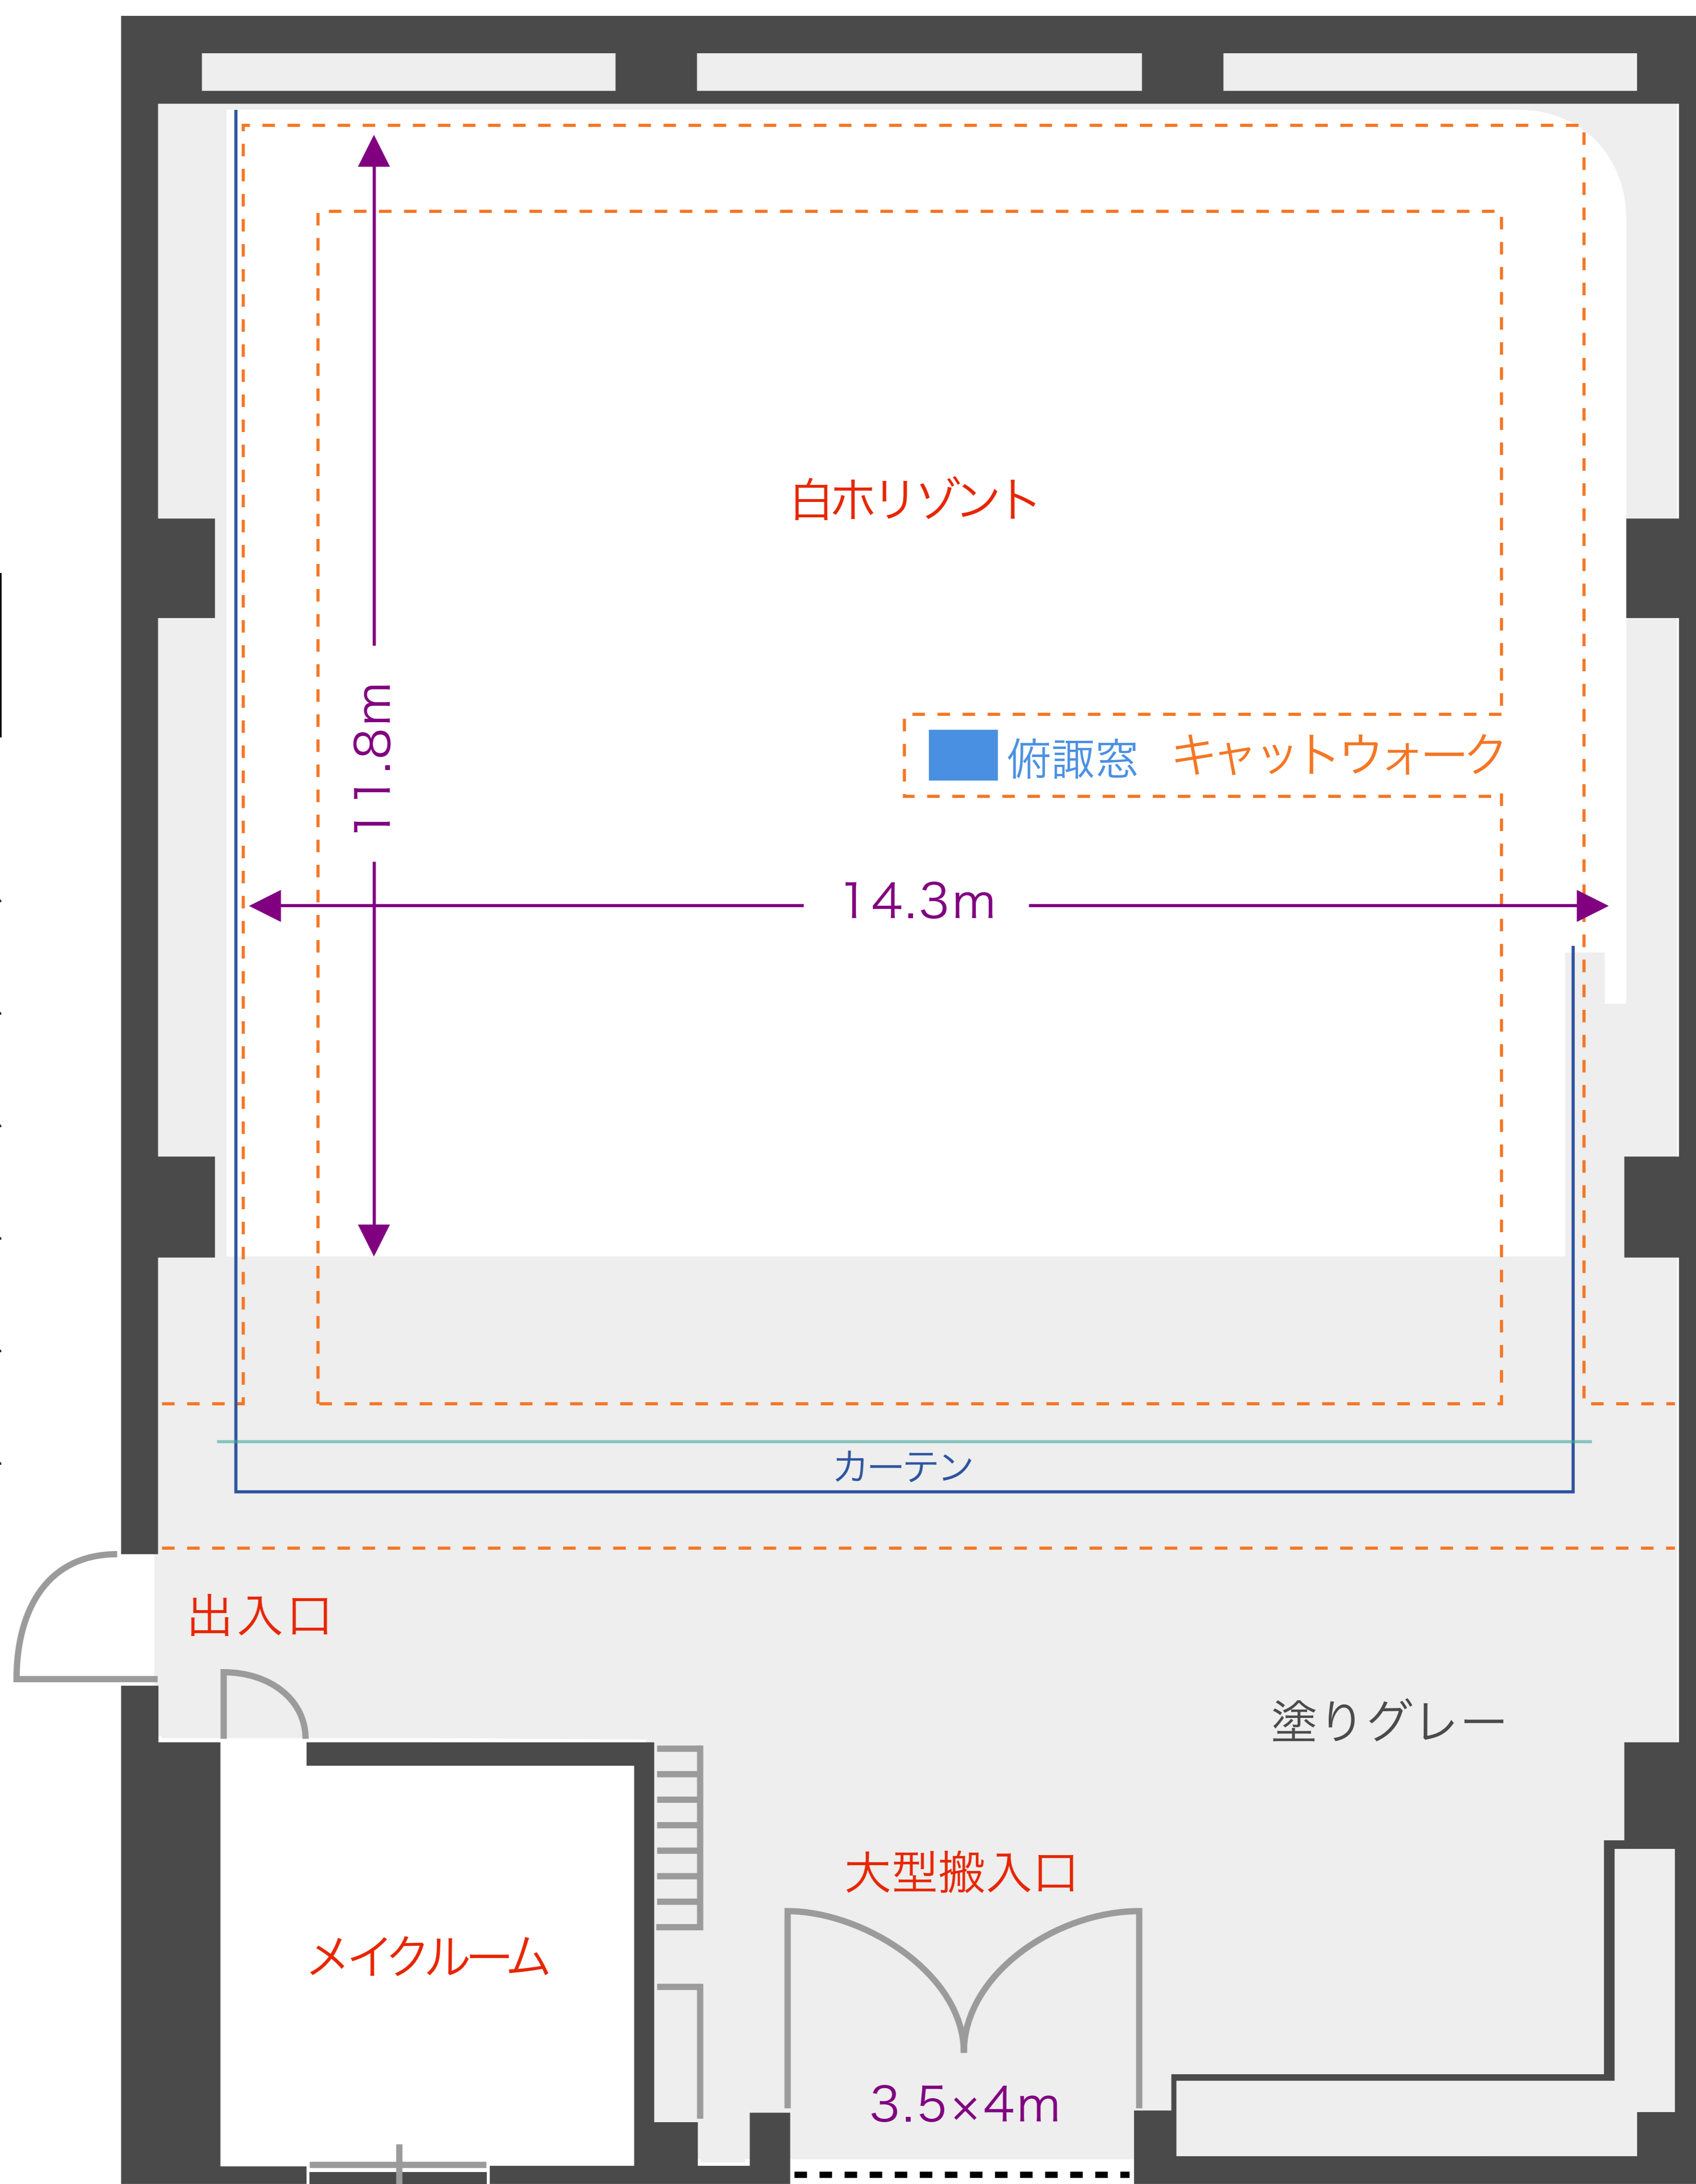 白ホリゾント
11.8m
俯諏窓 キャットウォーク
14.3m
カーテン
出入口
塗りグレー
大型搬入口
メイクルーム
3.5×4m